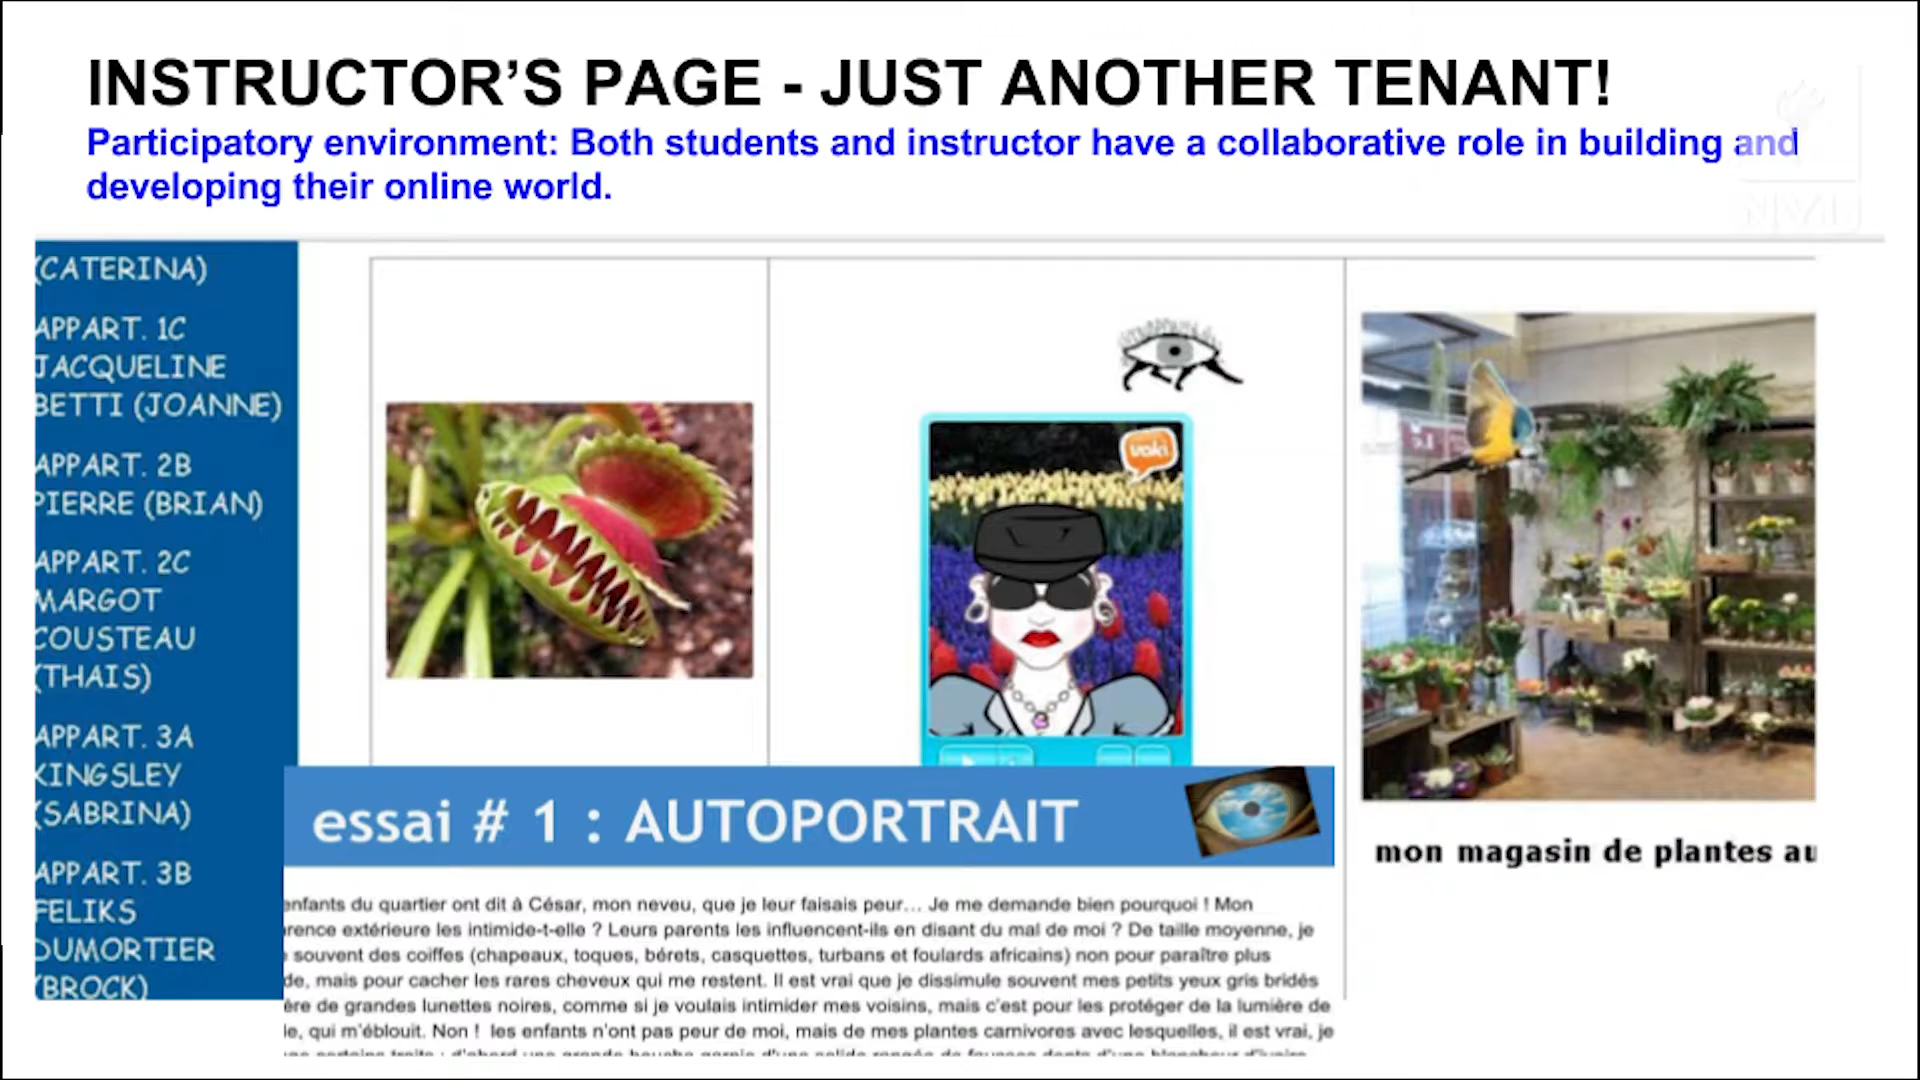 INSTRUCTOR’S PAGE - JUST ANOTHER TENANT!
Participatory environment: Both students and instructor have a collaborative role in building and
developing their online world.
(CATERINA)
APPART. 1C
JACQUELINE
BETTI (JOANNE)
APPART. 2B
PIERRE (BRIAN)
APPART. 2C
MARGOT
COUSTEAU
(THAIS)
APPART. 3A
KINGSLEY
(SABRINA)
APPART. 3B
FELIKS
DUMORTIER
(BROCK)
voki
essai # 1 : AUTOPORTRAIT
mon magasin de plantes au
enfants du quartier ont dit à César, mon neveu, que je leur faisais peur… Je me demande bien pourquoi ! Mon
rence extérieure les intimide-t-elle ? Leurs parents les influencent-ils en disant du mal de moi ? De taille moyenne, je
souvent des coiffes (chapeaux, toques, bérets, casquettes, turbans et foulards africains) non pour paraître plus
de, mais pour cacher les rares cheveux qui me restent. Il est vrai que je dissimule souvent mes petits yeux gris bridés
ère de grandes lunettes noires, comme si je voulais intimider mes voisins, mais c’est pour les protéger de la lumière de
le, qui m’éblouit. Non ! les enfants n’ont pas peur de moi, mais de mes plantes carnivores avec lesquelles, il est vrai, je